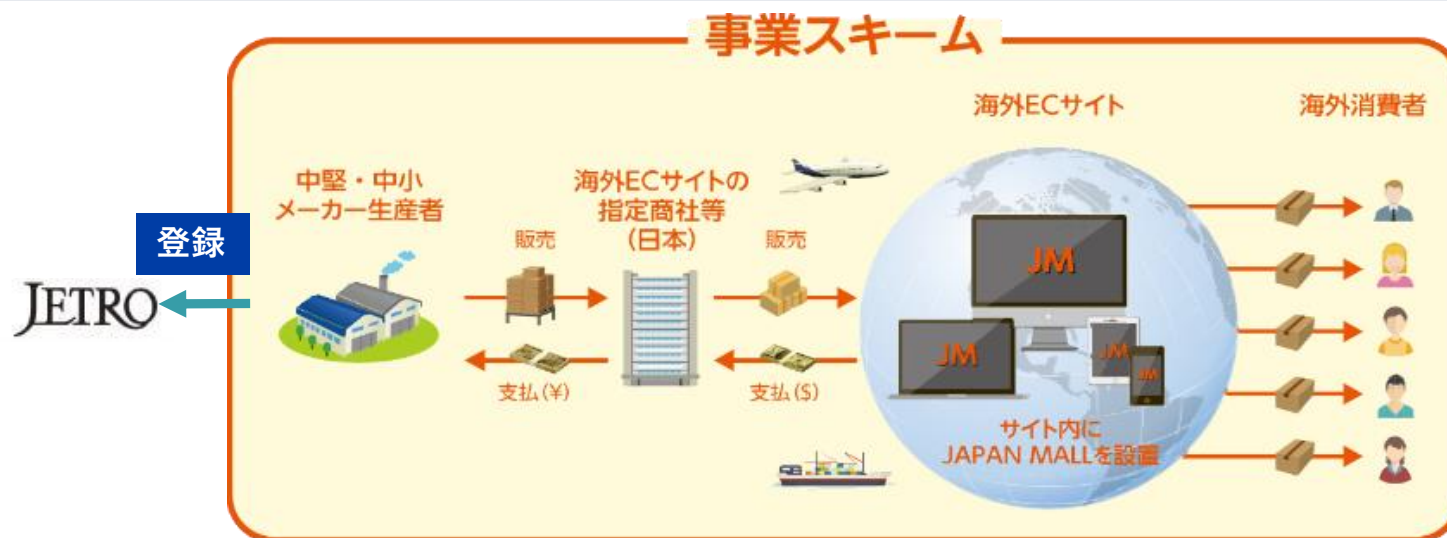 事業スキーム
海外ECサイト
海外消費者
中堅・中小
メーカー生産者
海外ECサイトの
指定商社等
（日本）
登録
JETRO
販売
販売
支払(¥)
支払($)
JM
JM
JM
JM
サイト内に
JAPAN MALLを設置